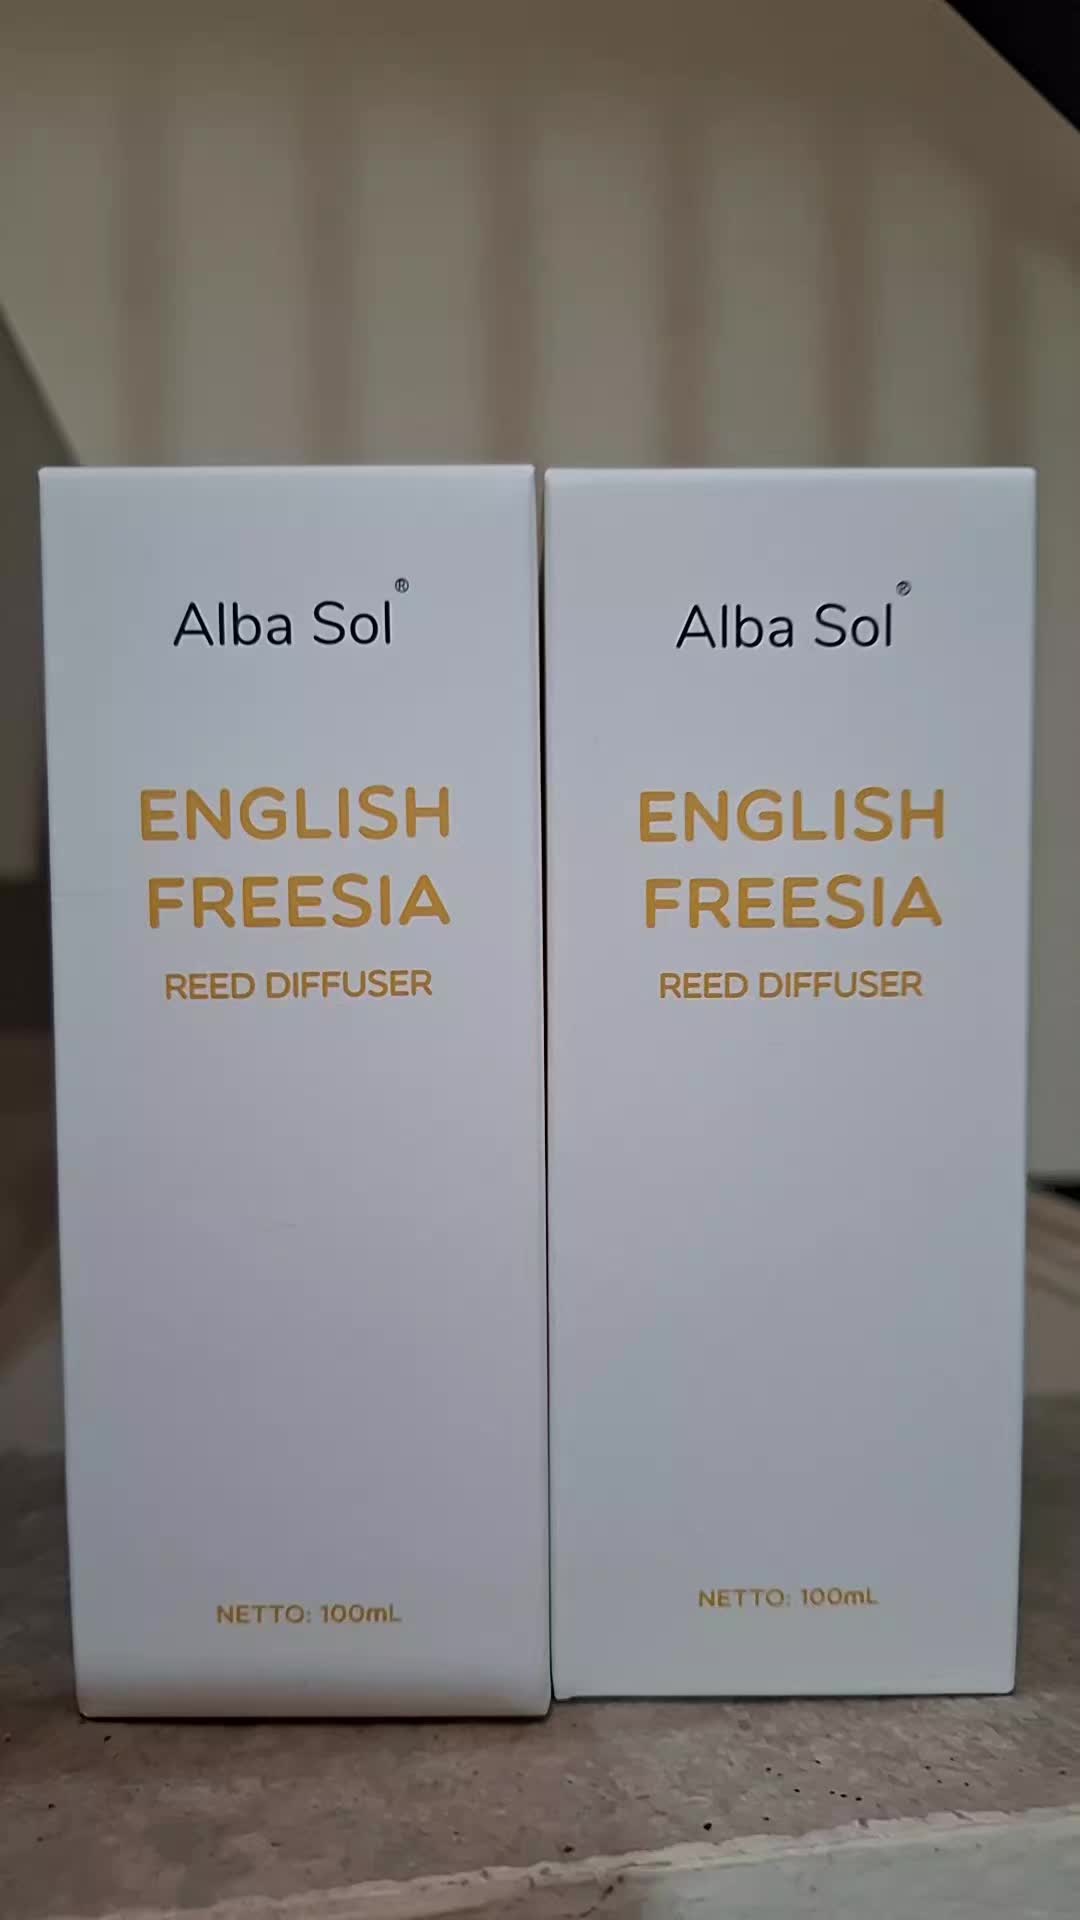 Alba Sol®
ENGLISH
FREESIA
REED DIFFUSER
NETTO: 100mL
Alba Sol®
ENGLISH
FREESIA
REED DIFFUSER
NETTO: 100mL